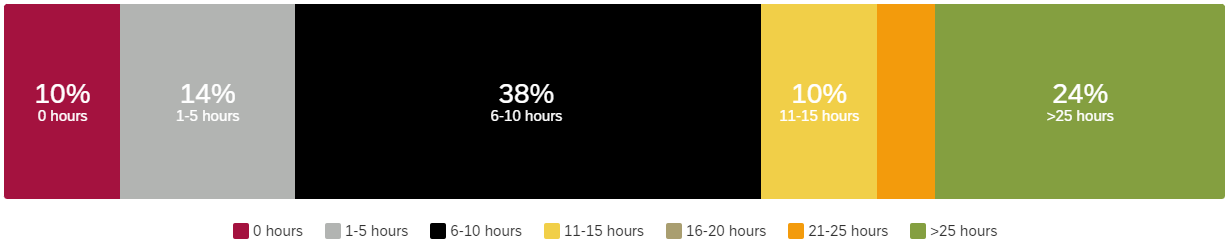 10%
0 hours
14%
1-5 hours
38%
6-10 hours
10%
11-15 hours
24%
>25 hours
0 hours 1-5 hours 6-10 hours 11-15 hours 16-20 hours 21-25 hours >25 hours